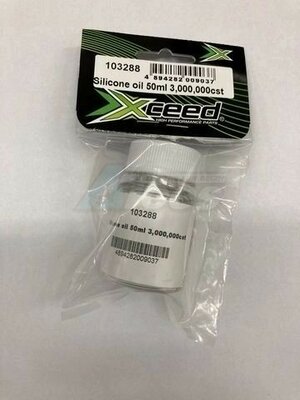 103288
4 894282 009037
Silicone oil 50ml 3,000,000cst
Xceed
HIGH PERFORMANCE PARTS
103288
licone oil 50ml 3,000,000cst
4894282009037